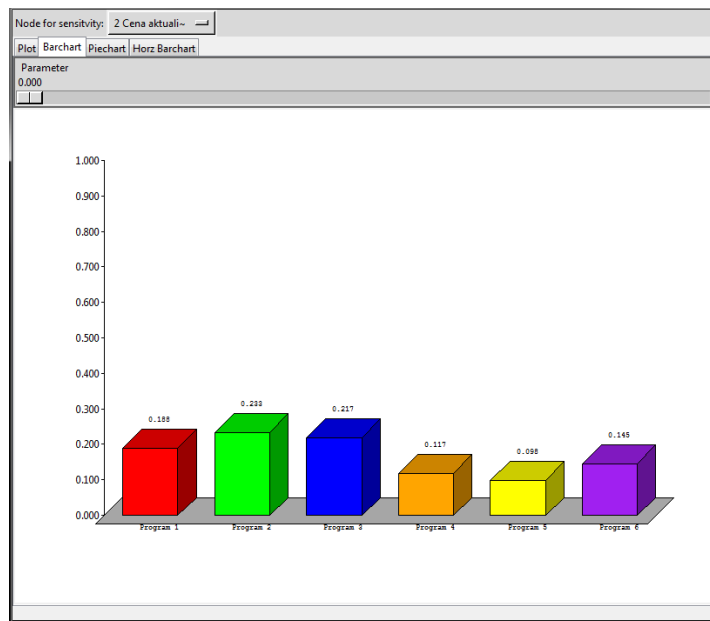 Node for sensitvity: 2 Cena aktuali~
Plot Barchart Piechart Horz Barchart
Parameter
0.000
1.000
0.900
0.800
0.700
0.600
0.500
0.400
0.300
0.200
0.100
0.000
0.188 0.233 0.217 0.117 0.098 0.145
Program 1 Program 2 Program 3 Program 4 Program 5 Program 6